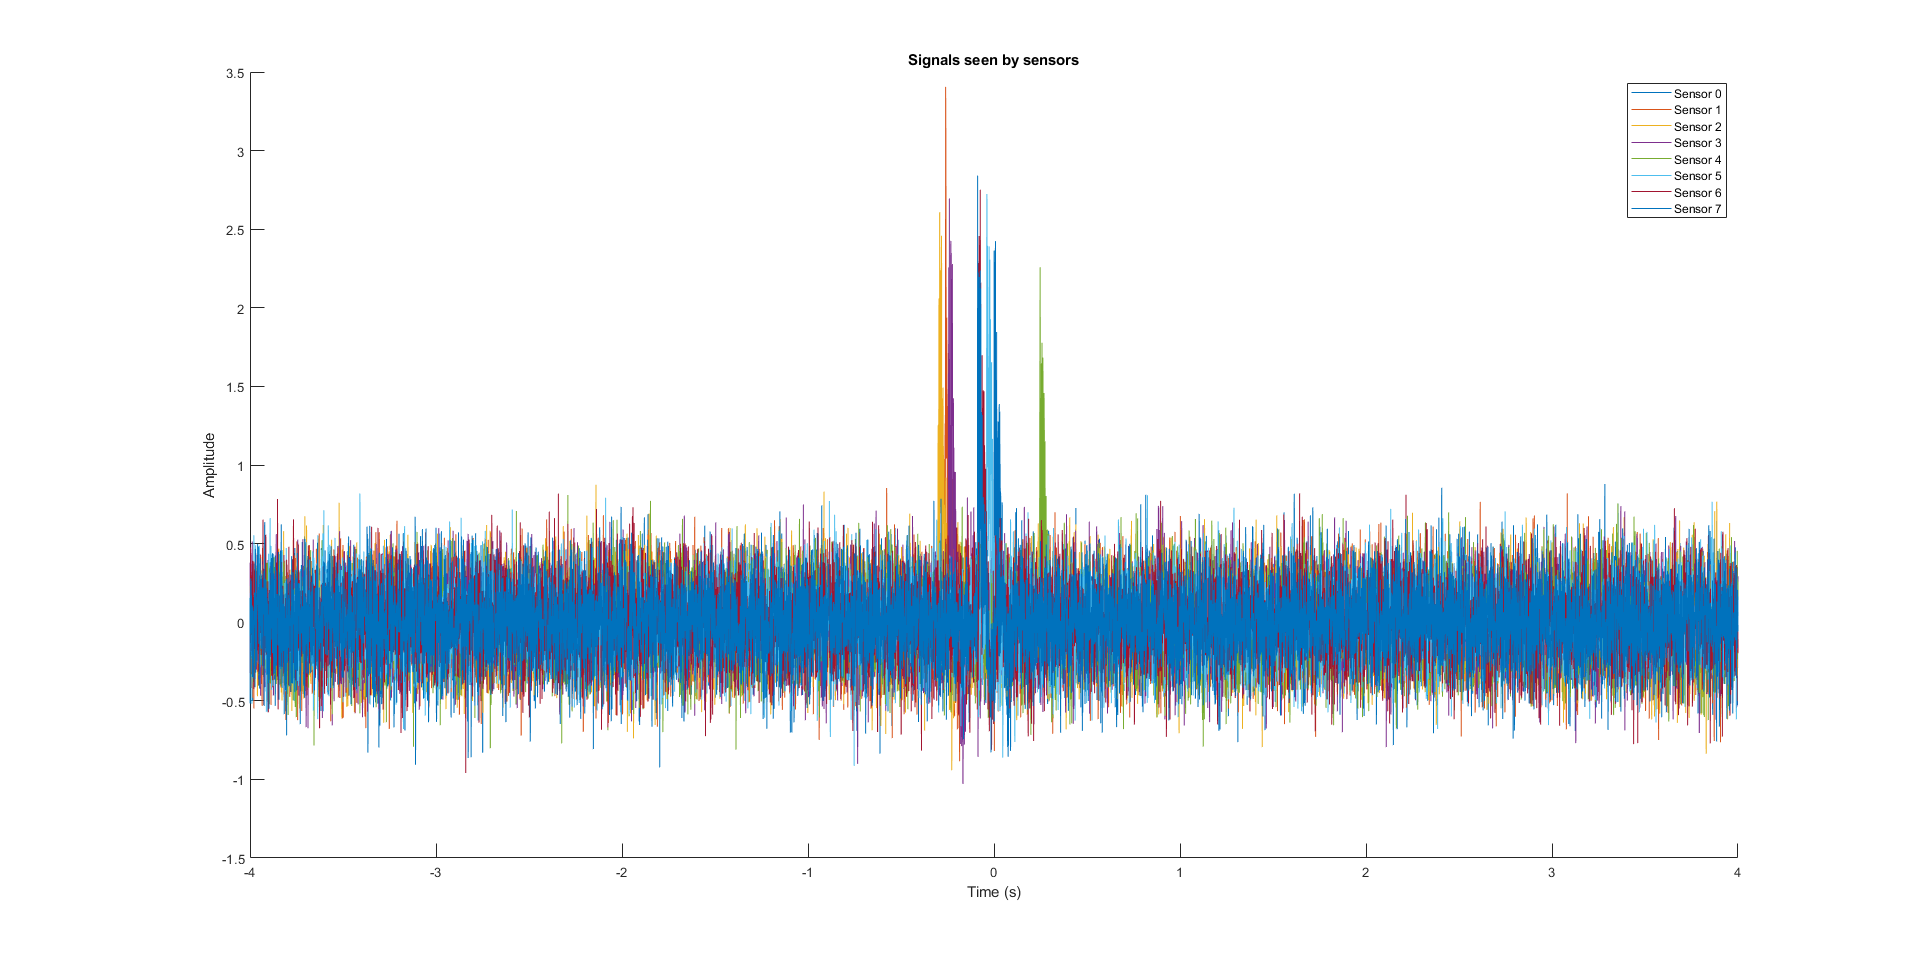 Signals seen by sensors
3.5
3
2.5
2
1.5
1
0.5
0
-0.5
-1
-1.5
Amplitude
-4
-3
-2
-1
0
1
2
3
4
Time (s)
Sensor 0
Sensor 1
Sensor 2
Sensor 3
Sensor 4
Sensor 5
Sensor 6
Sensor 7